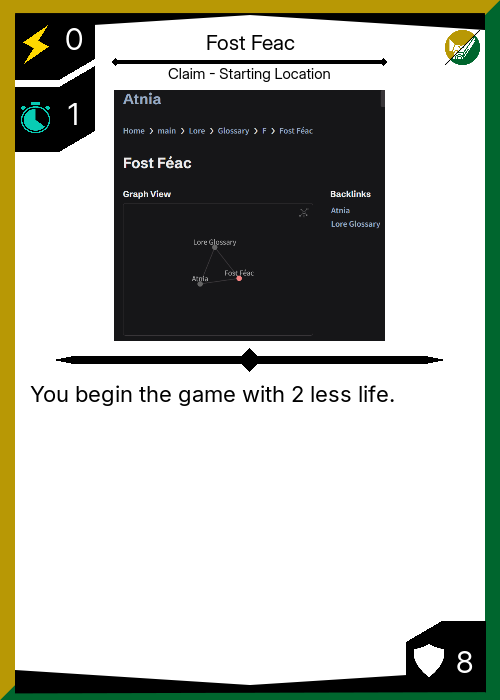 0
Fost Feac
Claim - Starting Location
1
Atnia
Home ❯ main ❯ Lore ❯ Glossary ❯ F ❯ Fost Féac
Fost Féac
Graph View
Backlinks
Atnia
Lore Glossary
Lore Glossary
Fost Féac
Atnia
You begin the game with 2 less life.
8